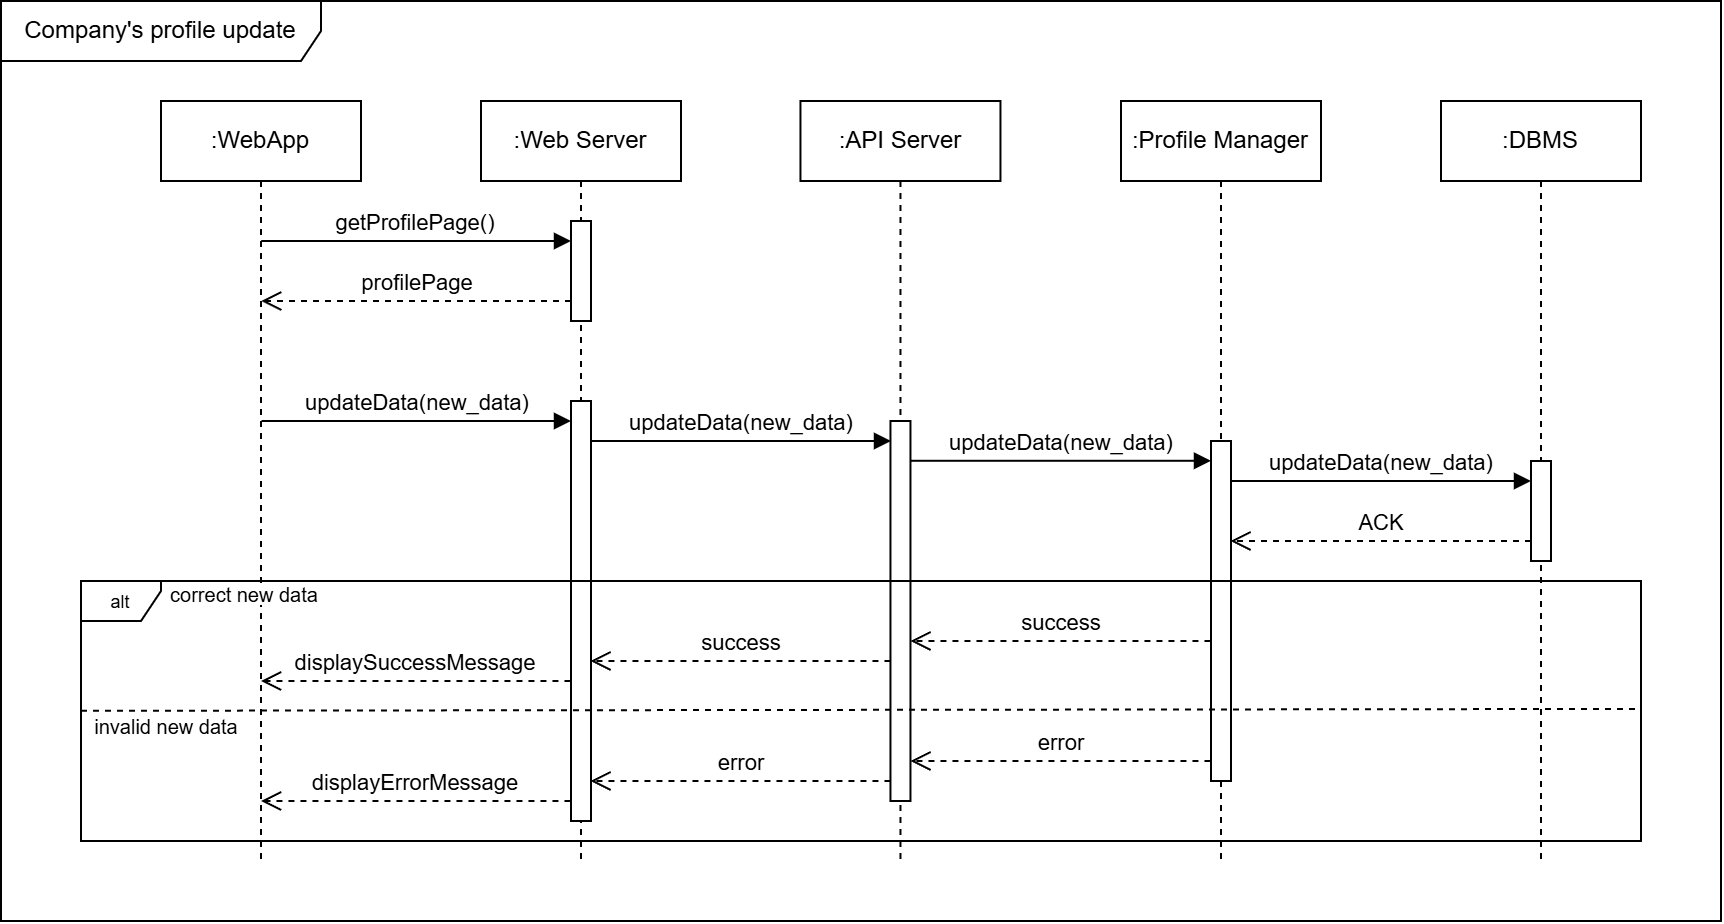 Company's profile update
:WebApp
:Web Server
:API Server
:Profile Manager
:DBMS
getProfilePage()
profilePage
updateData(new_data)
updateData(new_data)
updateData(new_data)
updateData(new_data)
ACK
alt
correct new data
success
success
displaySuccessMessage
invalid new data
error
error
displayErrorMessage